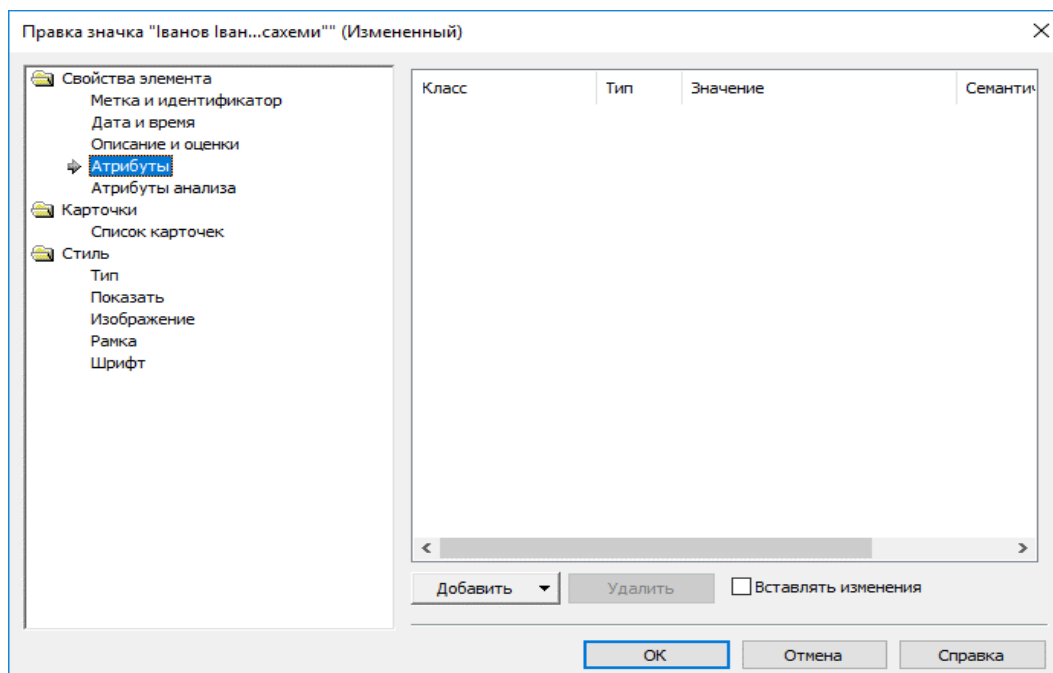 Правка значка "Іванов Іван...сахеми"" (Измененный)
Свойства элемента
Метка и идентификатор
Дата и время
Описание и оценки
Атрибуты
Атрибуты анализа
Карточки
Список карточек
Стиль
Тип
Показать
Изображение
Рамка
Шрифт
Класс Тип Значение Семантич
Добавить Удалить Вставлять изменения
ОК Отмена Справка